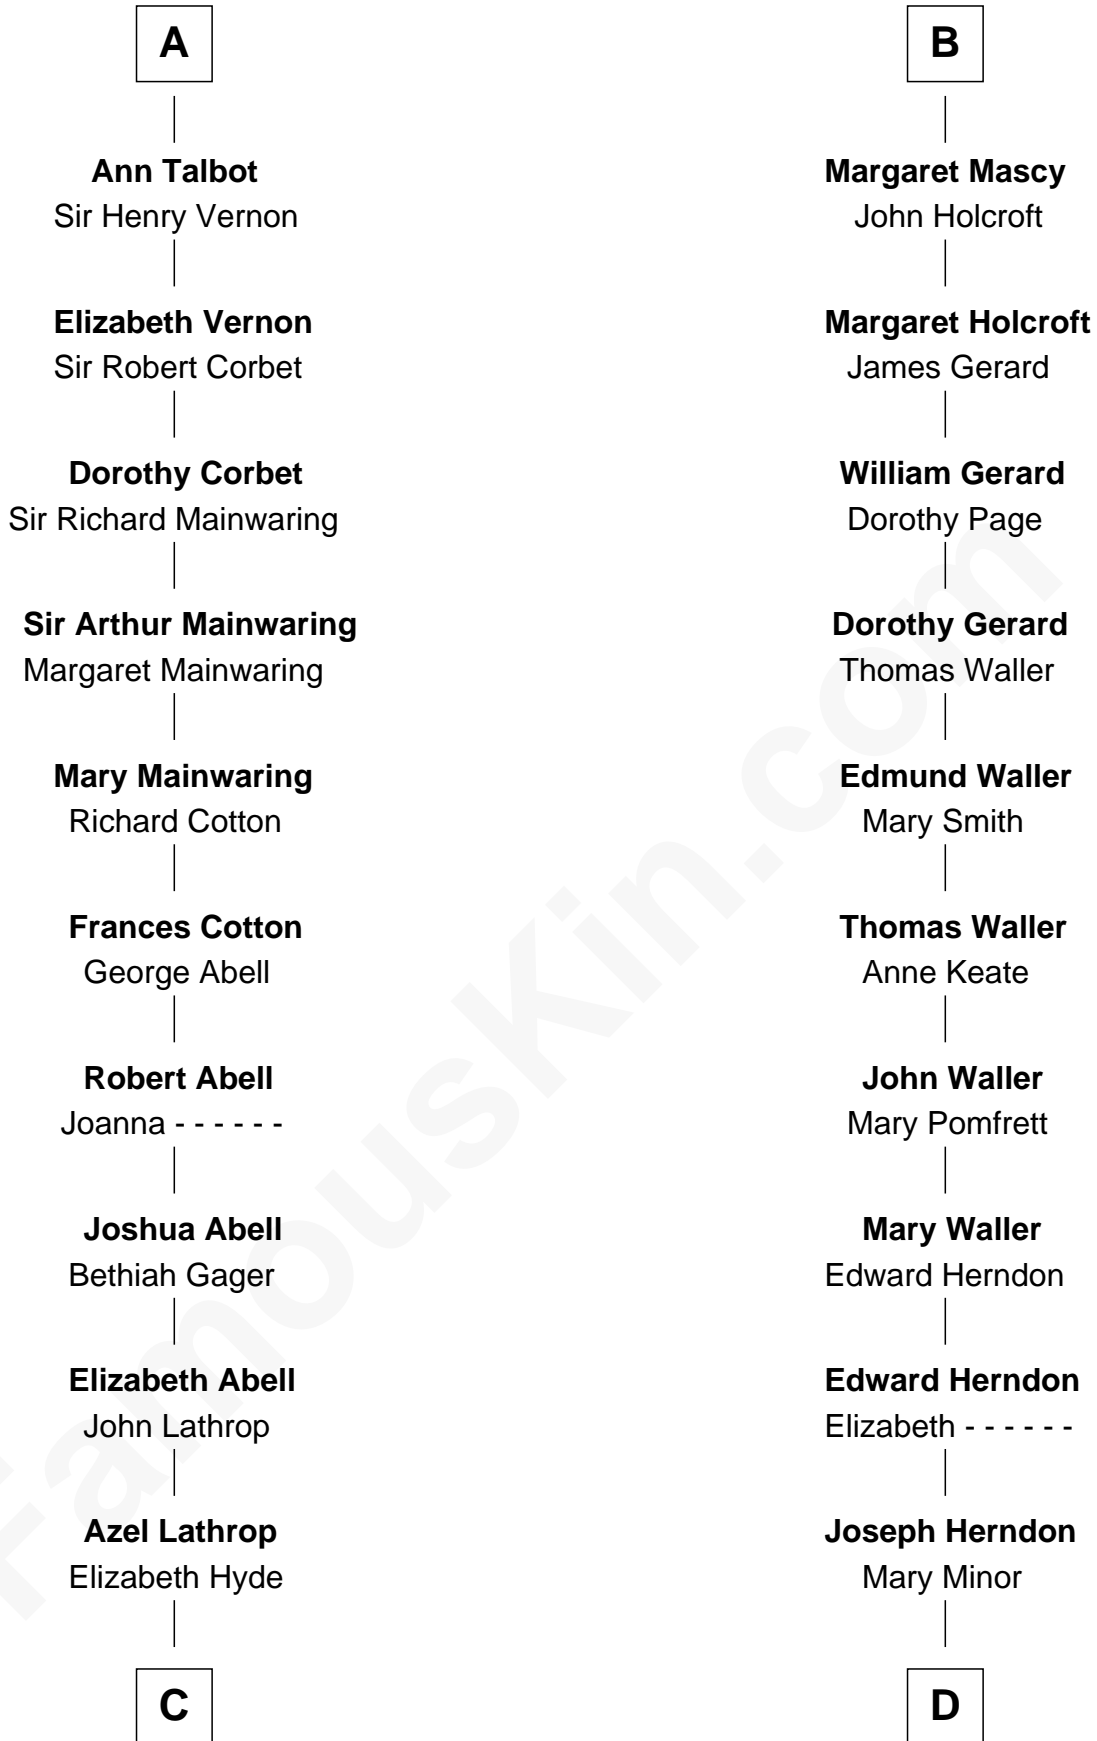 A
Ann Talbot
Sir Henry Vernon
Elizabeth Vernon
Sir Robert Corbet
Dorothy Corbet
Sir Richard Mainwaring
Sir Arthur Mainwaring
Margaret Mainwaring
Mary Mainwaring
Richard Cotton
Frances Cotton
George Abell
Robert Abell
Joanna - - - - - -
Joshua Abell
Bethiah Gager
Elizabeth Abell
John Lathrop
Azel Lathrop
Elizabeth Hyde
C
B
Margaret Mascy
John Holcroft
Margaret Holcroft
James Gerard
William Gerard
Dorothy Page
Dorothy Gerard
Thomas Waller
Edmund Waller
Mary Smith
Thomas Waller
Anne Keate
John Waller
Mary Pomfrett
Mary Waller
Edward Herndon
Edward Herndon
Elizabeth - - - - - -
Joseph Herndon
Mary Minor
D
FamousKin.com